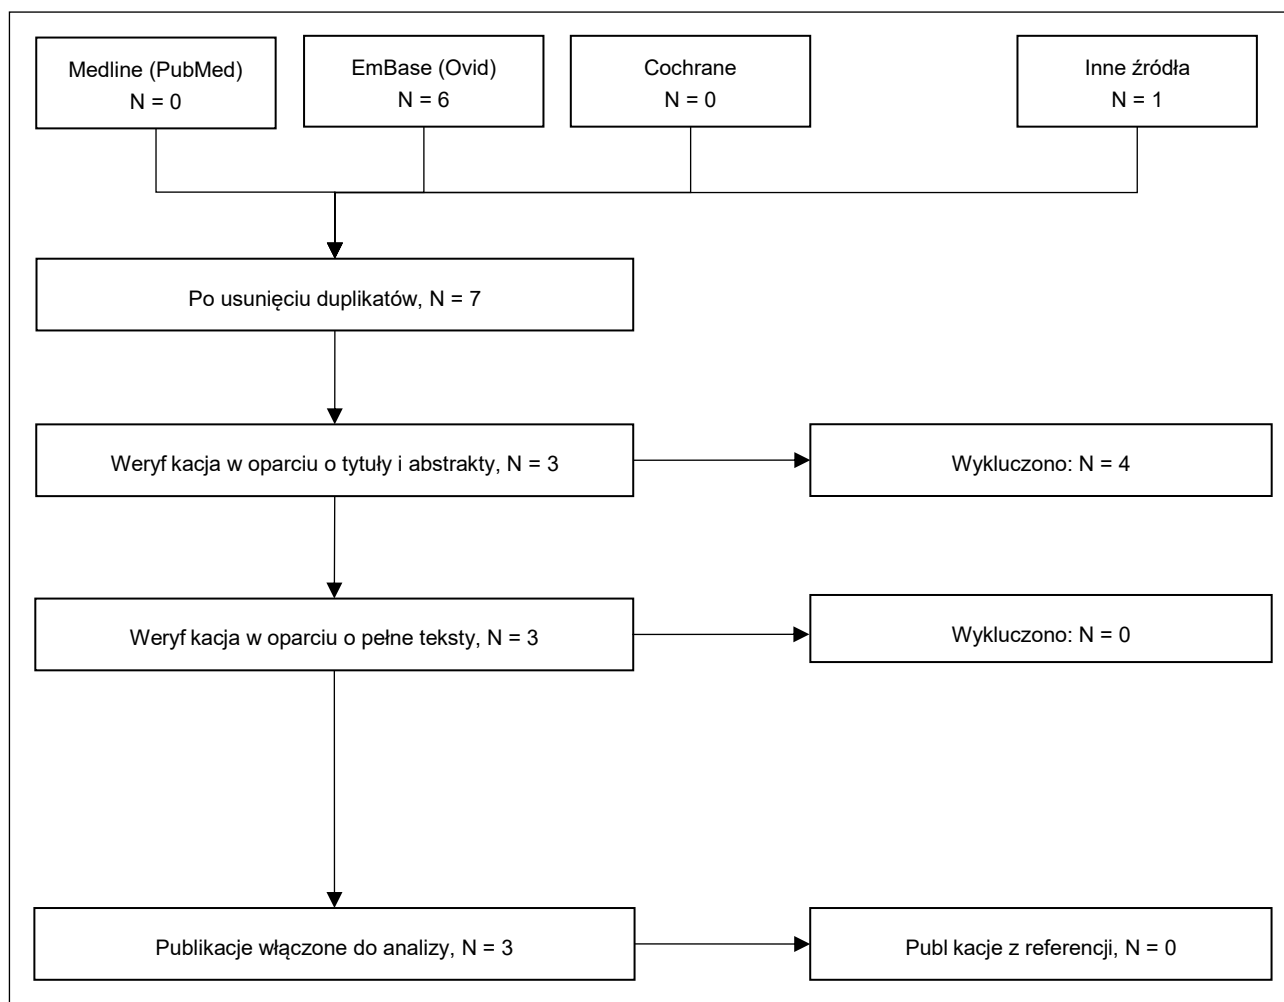 Medline (PubMed)
N = 0
EmBase (Ovid)
N = 6
Cochrane
N = 0
Inne źródła
N = 1
Po usunięciu duplikatów, N = 7
Weryf kacja w oparciu o tytuły i abstrakty, N = 3
Wykluczono: N = 4
Weryf kacja w oparciu o pełne teksty, N = 3
Wykluczono: N = 0
Publikacje włączone do analizy, N = 3
Publ kacje z referencji, N = 0